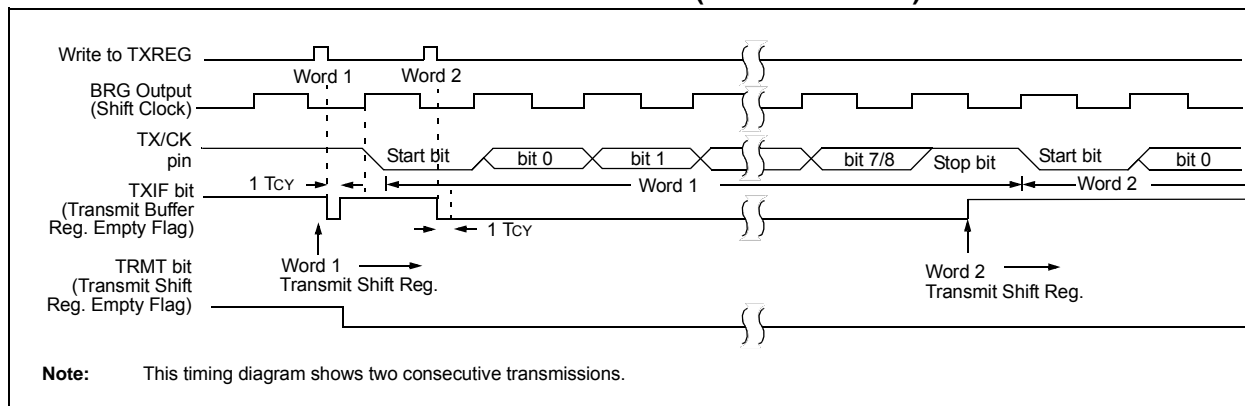 Write to TXREG
Word 1
Word 2
BRG Output
(Shift Clock)
TX/CK
pin
Start bit
bit 0
bit 1
bit 7/8
Stop bit
Start bit
bit 0
1 TCY
Word 1
Word 2
TXIF bit
(Transmit Buffer
Reg. Empty Flag)
1 TCY
Word 1
Transmit Shift Reg.
Word 2
Transmit Shift Reg.
TRMT bit
(Transmit Shift
Reg. Empty Flag)
Note: This timing diagram shows two consecutive transmissions.